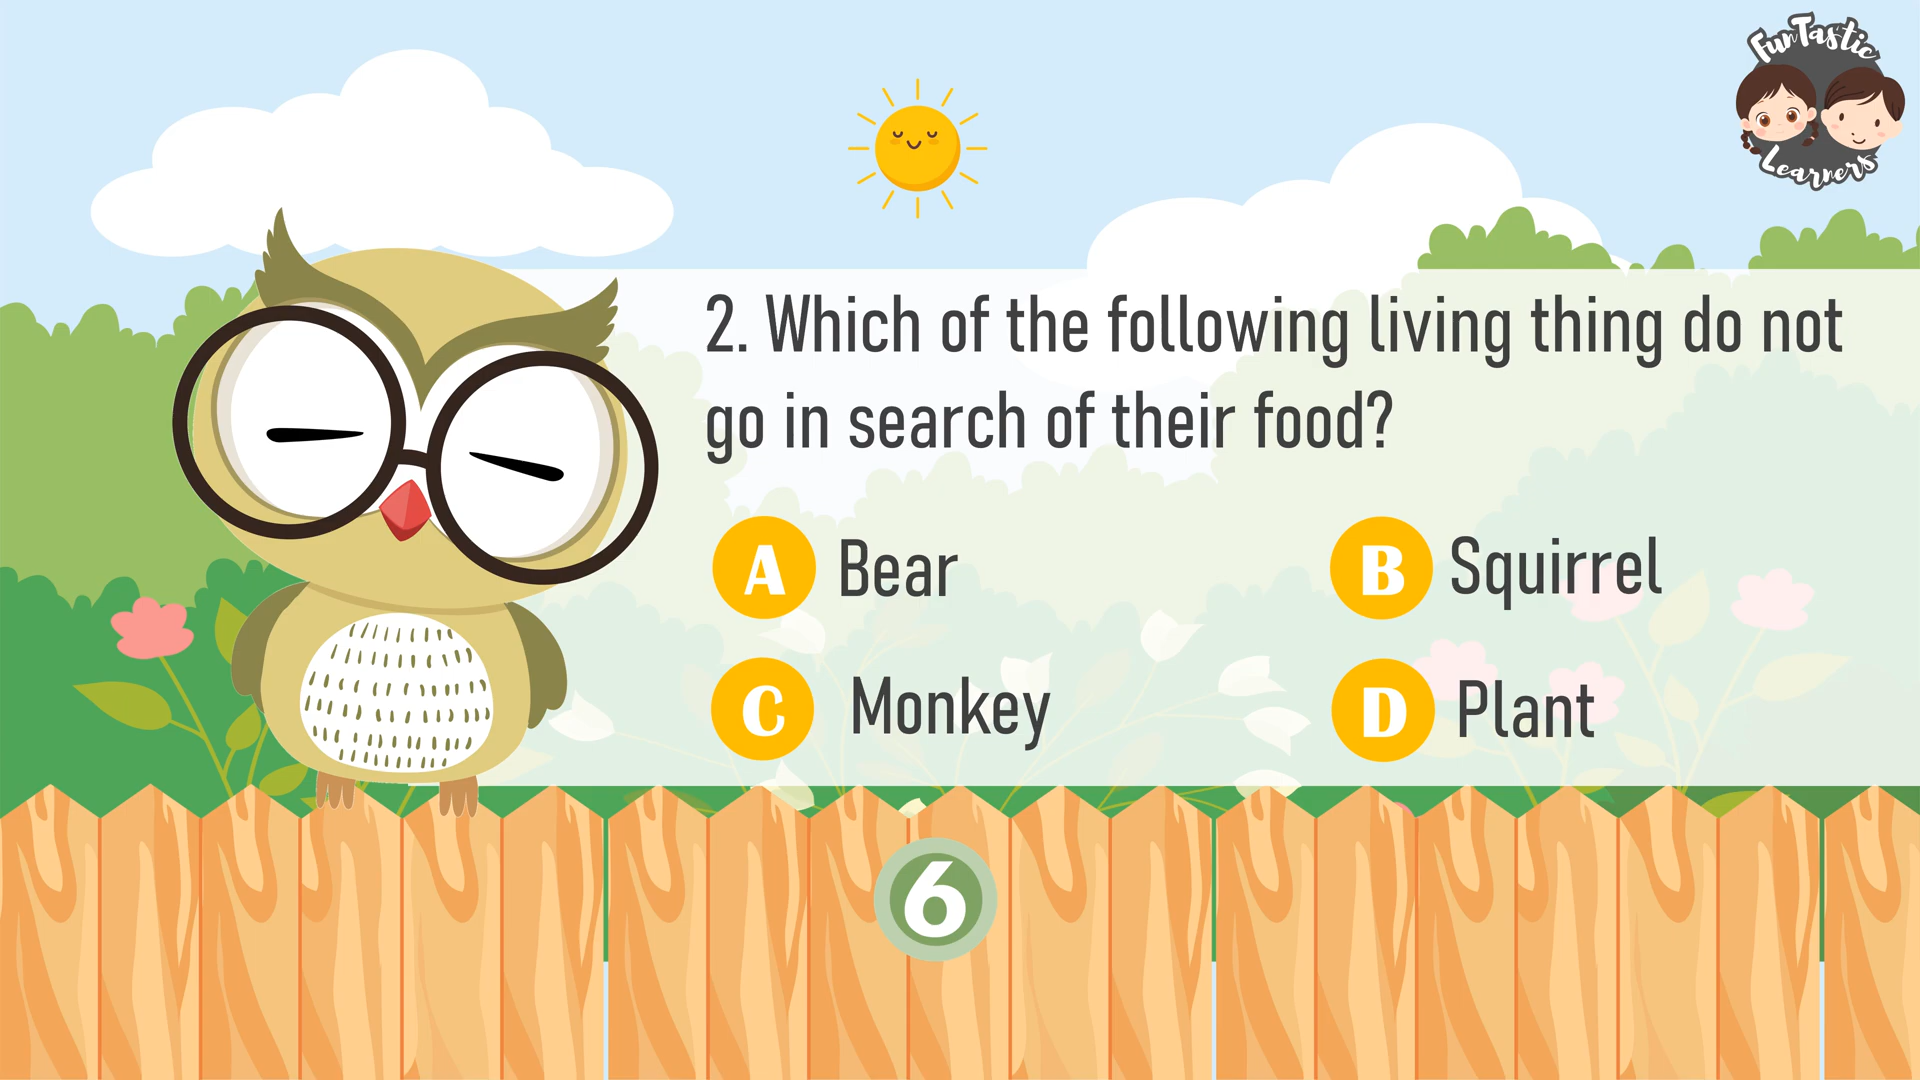 FunTastic
Learners
2. Which of the following living thing do not
go in search of their food?
A Bear
B Squirrel
C Monkey
D Plant
6